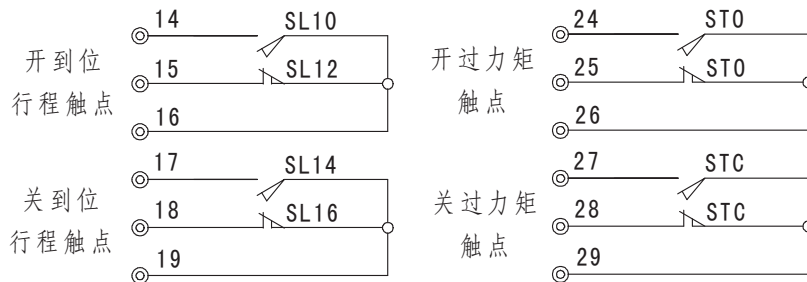 开到位
行程触点
14 SL10
15 SL12
16
关到位
行程触点
17 SL14
18 SL16
19
开过力矩
触点
24 STO
25 STO
26
关过力矩
触点
27 STC
28 STC
29